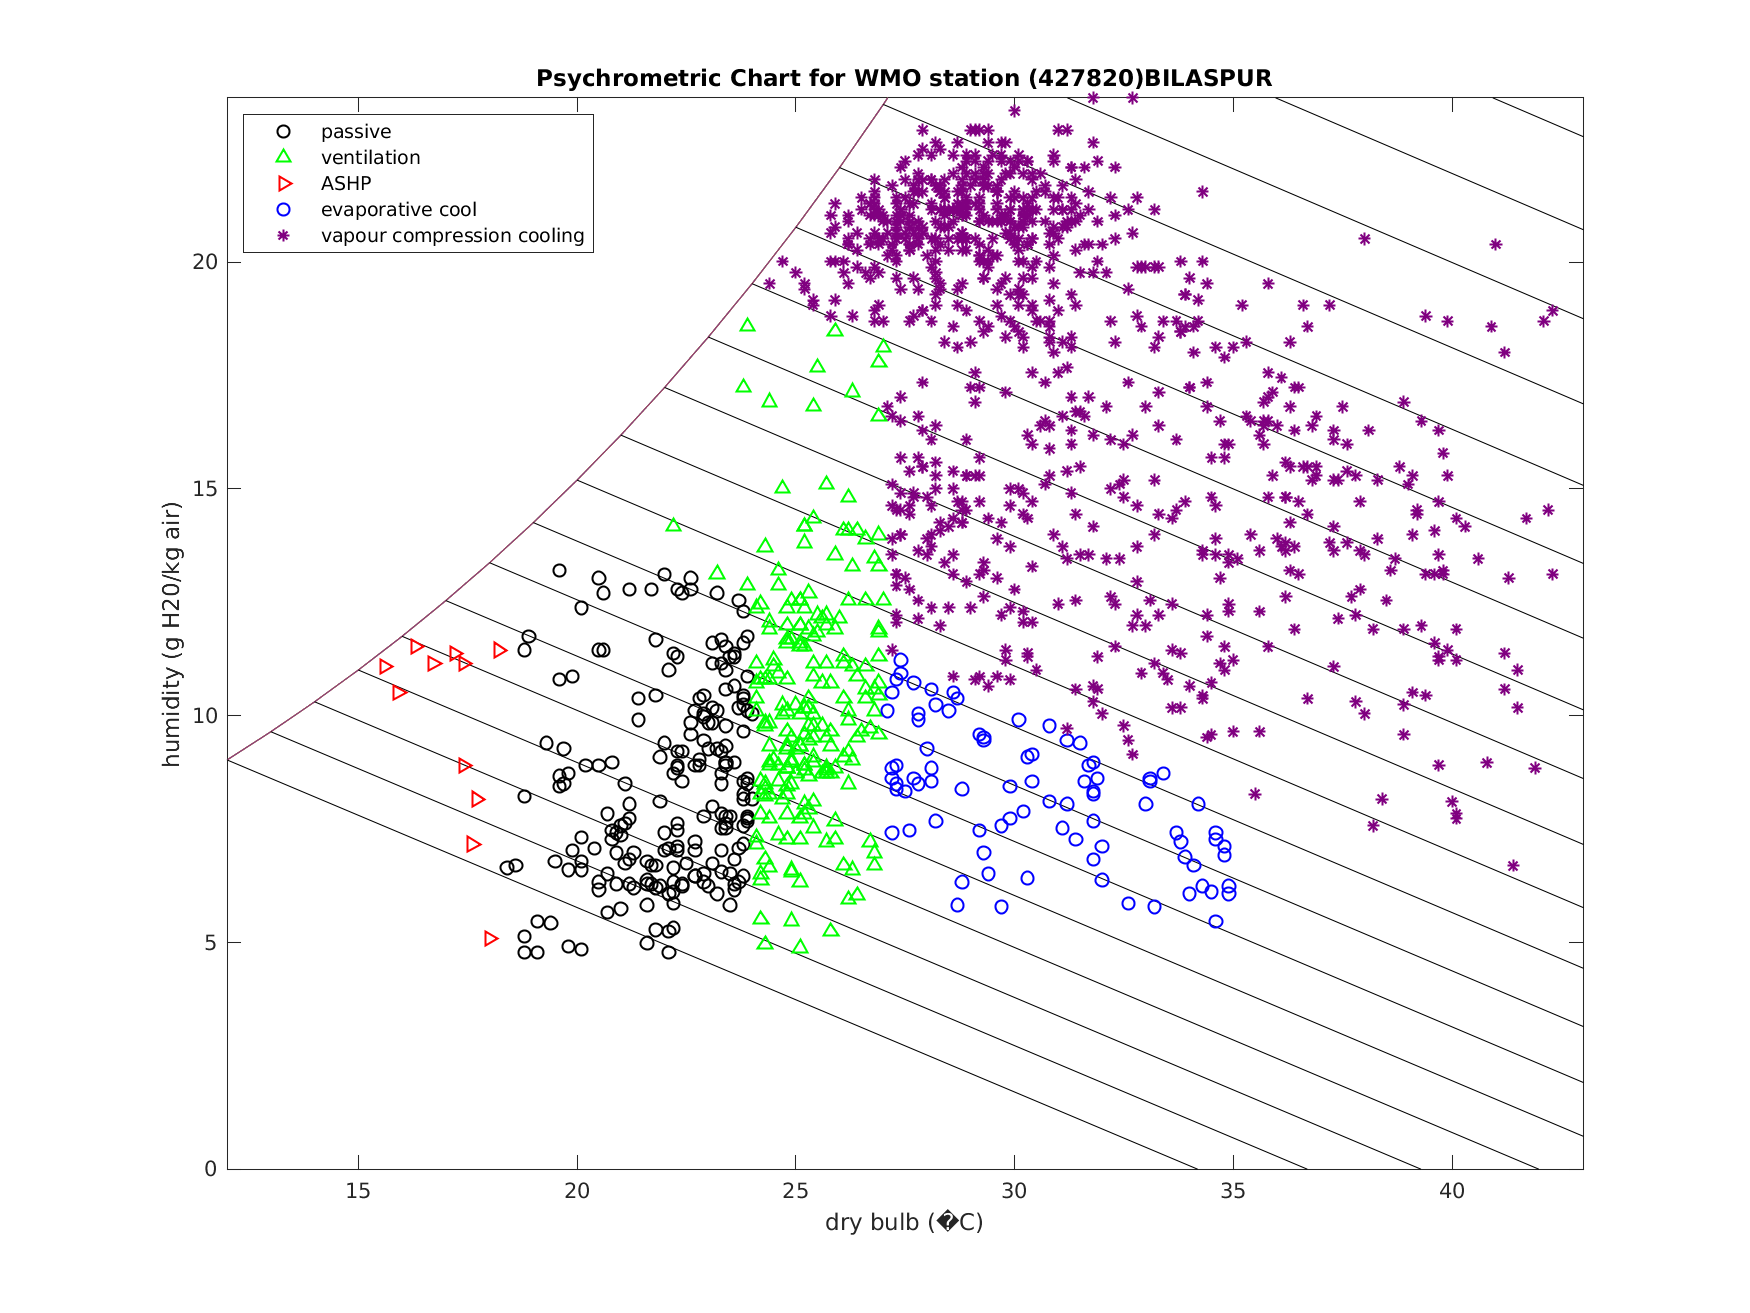 Psychrometric Chart for WMO station (427820)BILASPUR
passive
ventilation
ASHP
evaporative cool
vapour compression cooling
humidity (g H20/kg air)
20
15
10
5
0
15 20 25 30 35 40
dry bulb (�C)